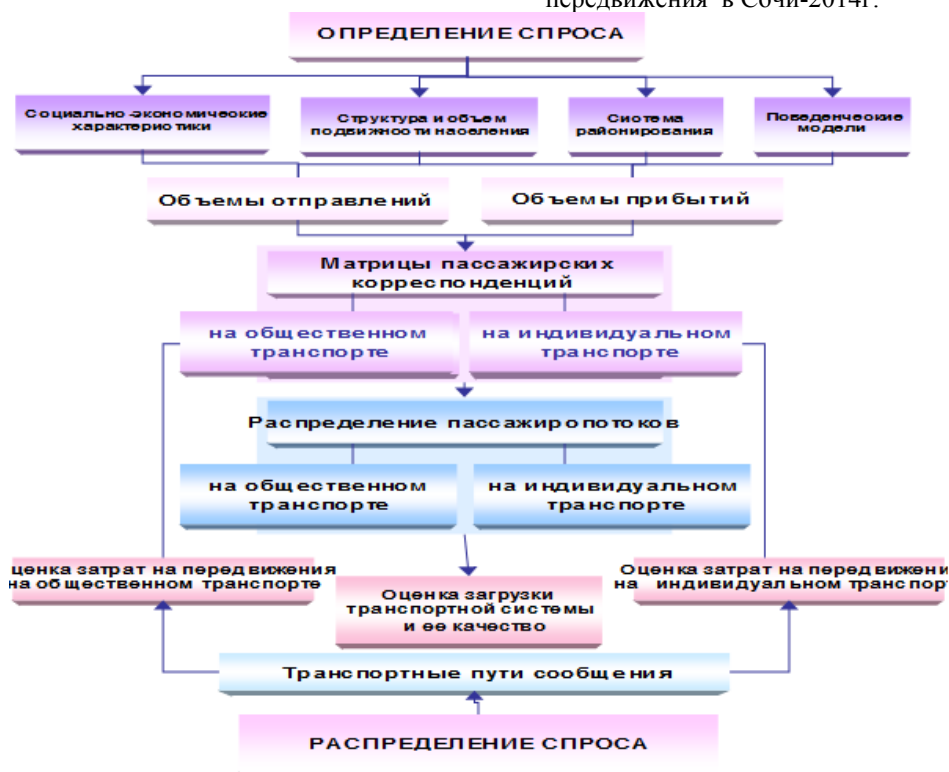 передвижения в Сочи-2014г.
ОПРЕДЕЛЕНИЕ СПРОСА
Социально-экономические
характеристики
Структура и объем
подвижности населения
Система
районирования
Поведенческие
модели
Объемы отправлений
Объемы прибытий
Матрицы пассажирских
корреспонденций
на общественном
транспорте
на индивидуальном
транспорте
Распределение пассажиропотоков
на общественном
транспорте
на индивидуальном
транспорте
ценка затрат на передвижения
на общественном транспорте
Оценка загрузки
транспортной системы
и ее качество
Оценка затрат на передвижени
на индивидуальном транспор
Транспортные пути сообщения
РАСПРЕДЕЛЕНИЕ СПРОСА